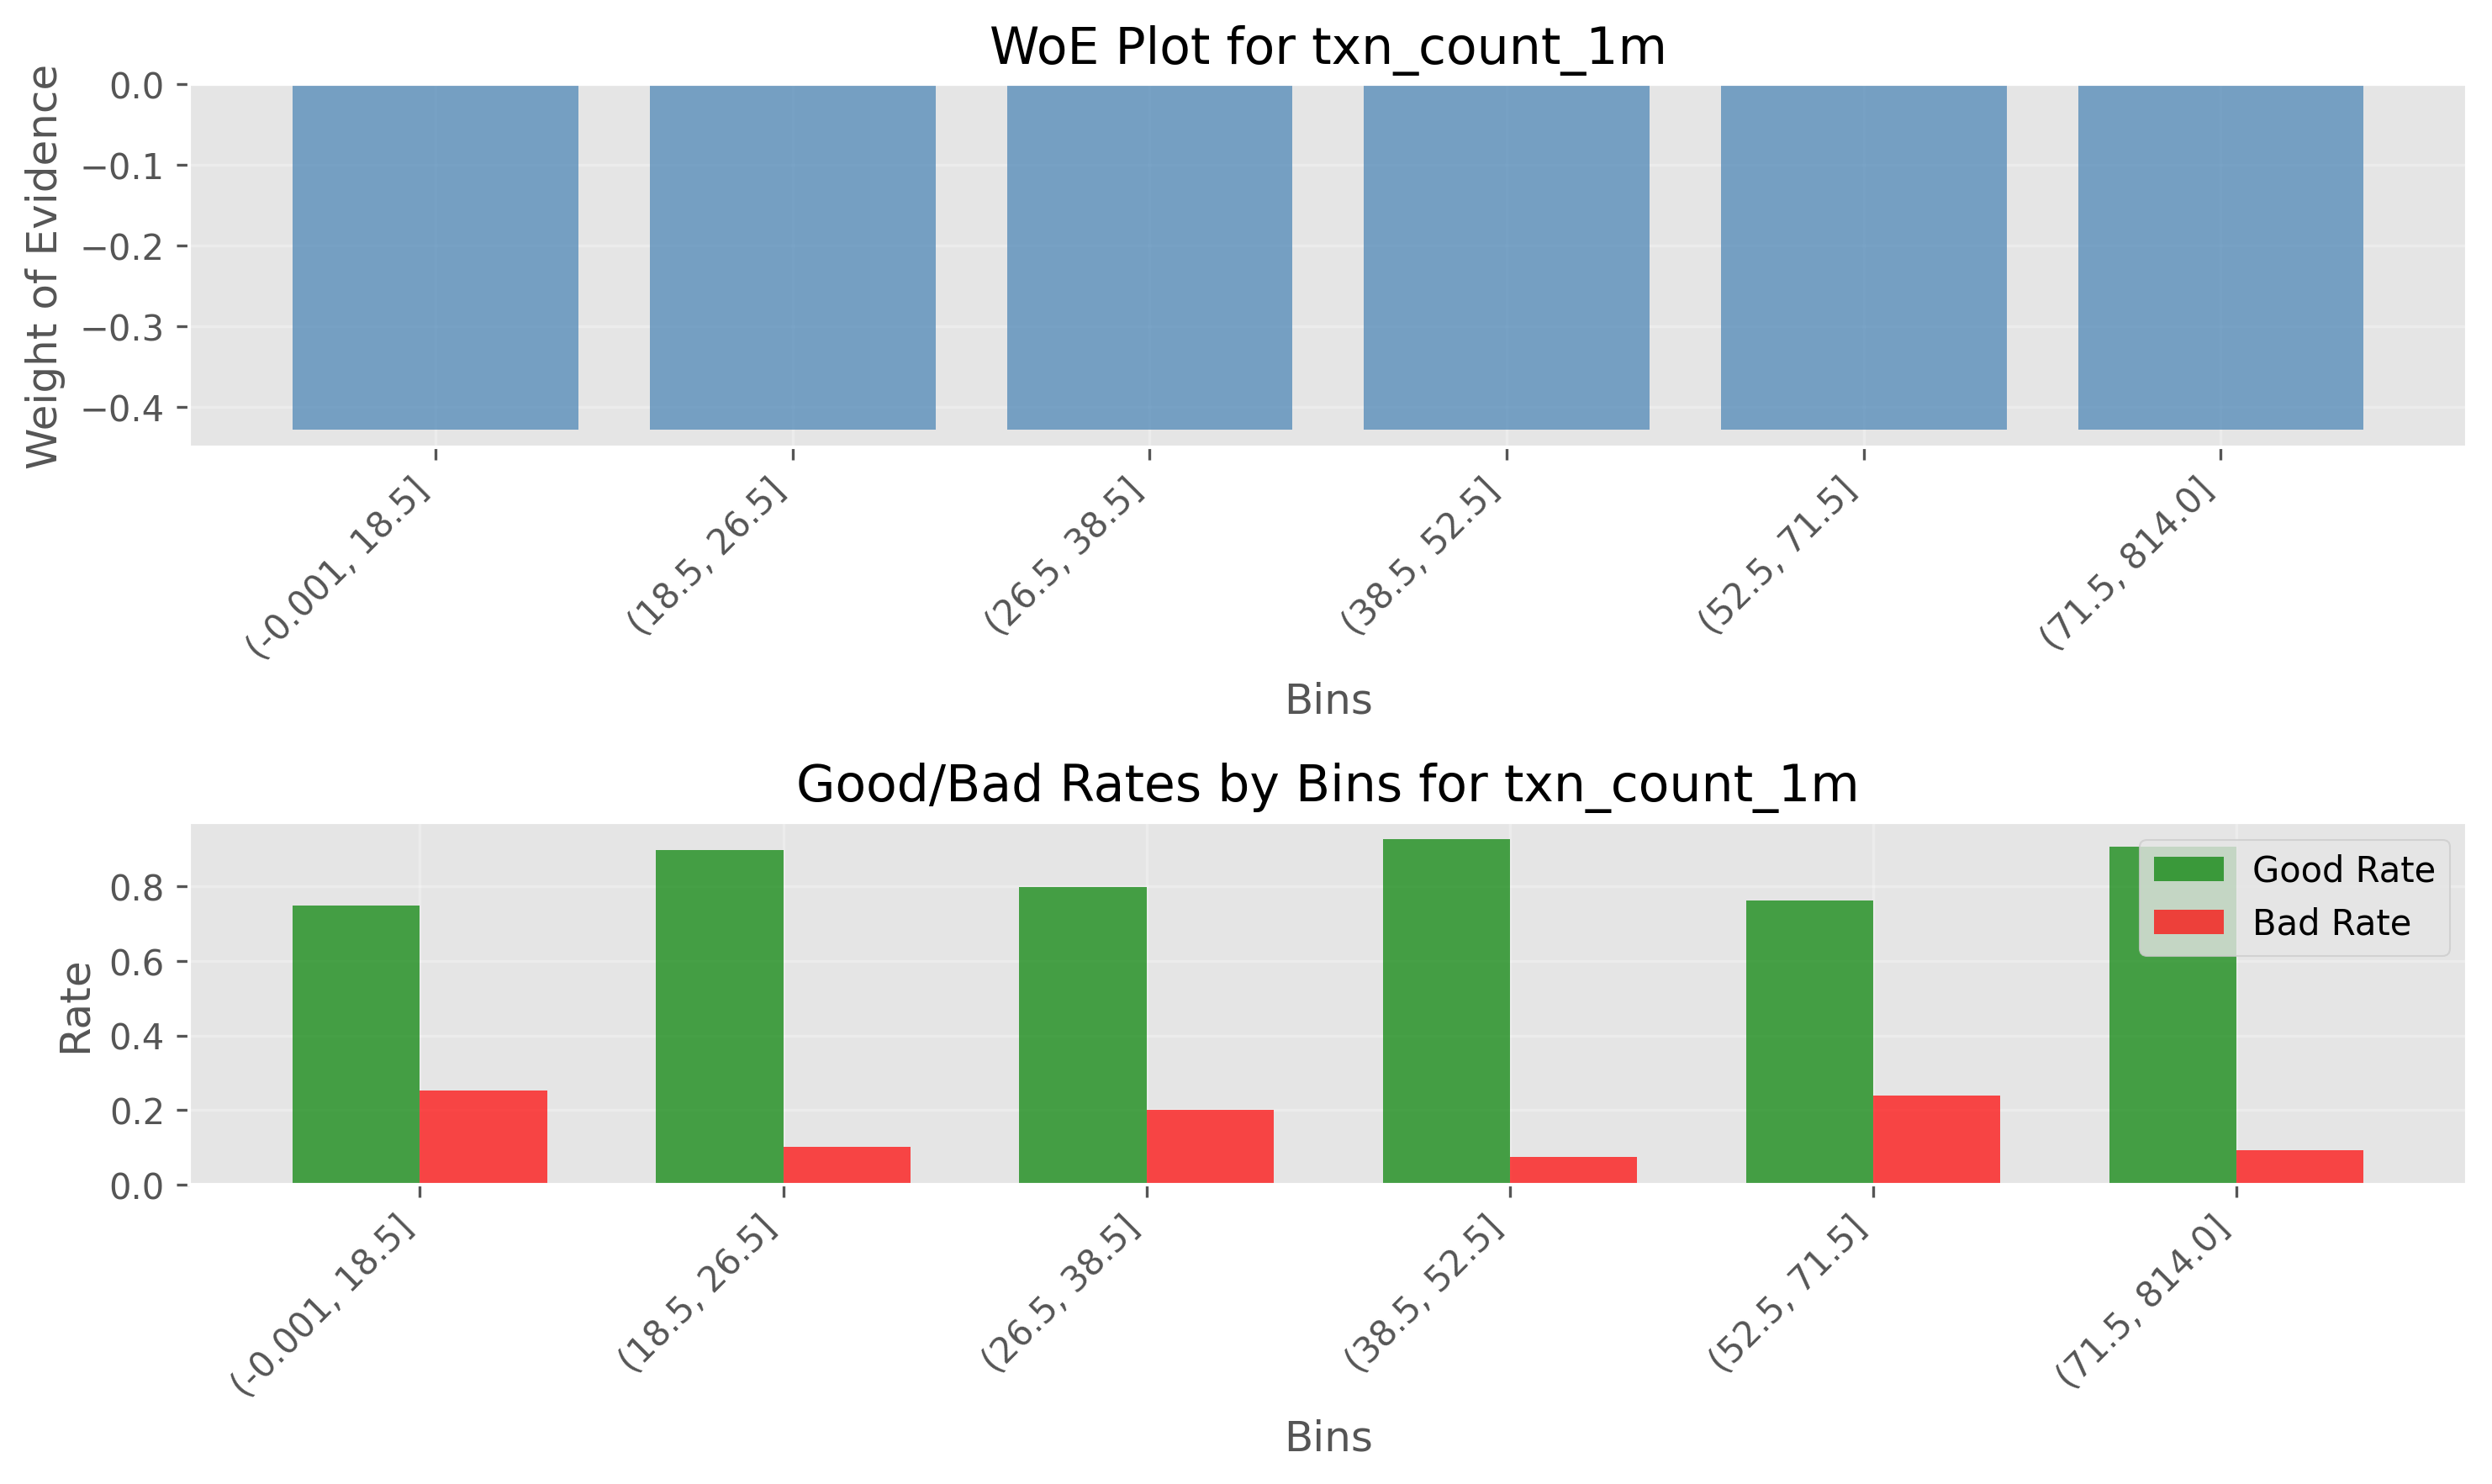 WoE Plot for txn_count_1m
Weight of Evidence
0.0
−0.1
−0.2
−0.3
−0.4
(-0.001, 18.5]
(18.5, 26.5]
(26.5, 38.5]
(38.5, 52.5]
(52.5, 71.5]
(71.5, 814.0]
Bins
Good/Bad Rates by Bins for txn_count_1m
Rate
0.8
0.6
0.4
0.2
0.0
Good Rate
Bad Rate
(-0.001, 18.5]
(18.5, 26.5]
(26.5, 38.5]
(38.5, 52.5]
(52.5, 71.5]
(71.5, 814.0]
Bins